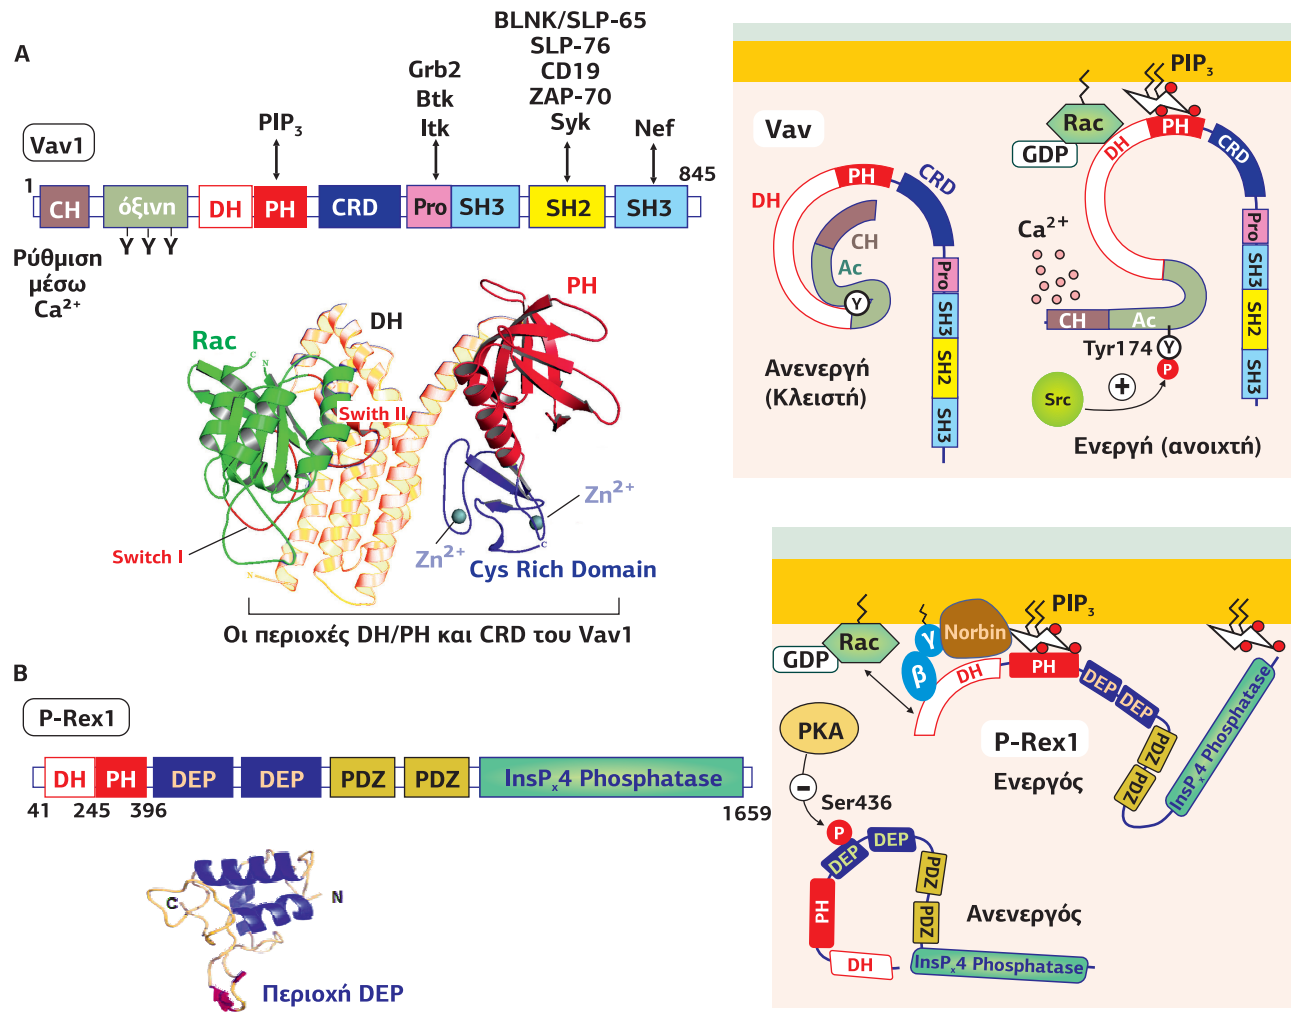 A
BLNK/SLP-65
SLP-76
CD19
ZAP-70
Syk
Grb2
Btk
Itk
PIP3
Nef
Vav1
1
845
CH
όξινη
DH
PH
CRD
Pro
SH3
SH2
SH3
Y Y Y
Ρύθμιση
μέσω
Ca2+
Rac
DH
PH
C
N
Swith II
Switch I
Zn2+
Zn2+
C
N
Cys Rich Domain
Οι περιοχές DH/PH και CRD του Vav1
Vav
DH
PH
CRD
CH
Ac
Y
Pro
SH3
SH2
SH3
Ανενεργή
(Κλειστή)
PIP3
Rac
GDP
DH
PH
CRD
Ca2+
Pro
SH3
SH2
SH3
CH
Ac
Tyr174
Y
P
+
Src
Ενεργή (ανοιχτή)
B
P-Rex1
DH
PH
DEP
DEP
PDZ
PDZ
InsPx4 Phosphatase
41
245
396
1659
C
N
Περιοχή DEP
PIP3
Norbin
γ
β
Rac
GDP
DH
PH
DEP
DEP
PDZ
PDZ
InsPx4 Phosphatase
P-Rex1
Ενεργός
PKA
−
Ser436
P
DEP
DEP
PDZ
PDZ
PH
DH
InsPx4 Phosphatase
Ανενεργός